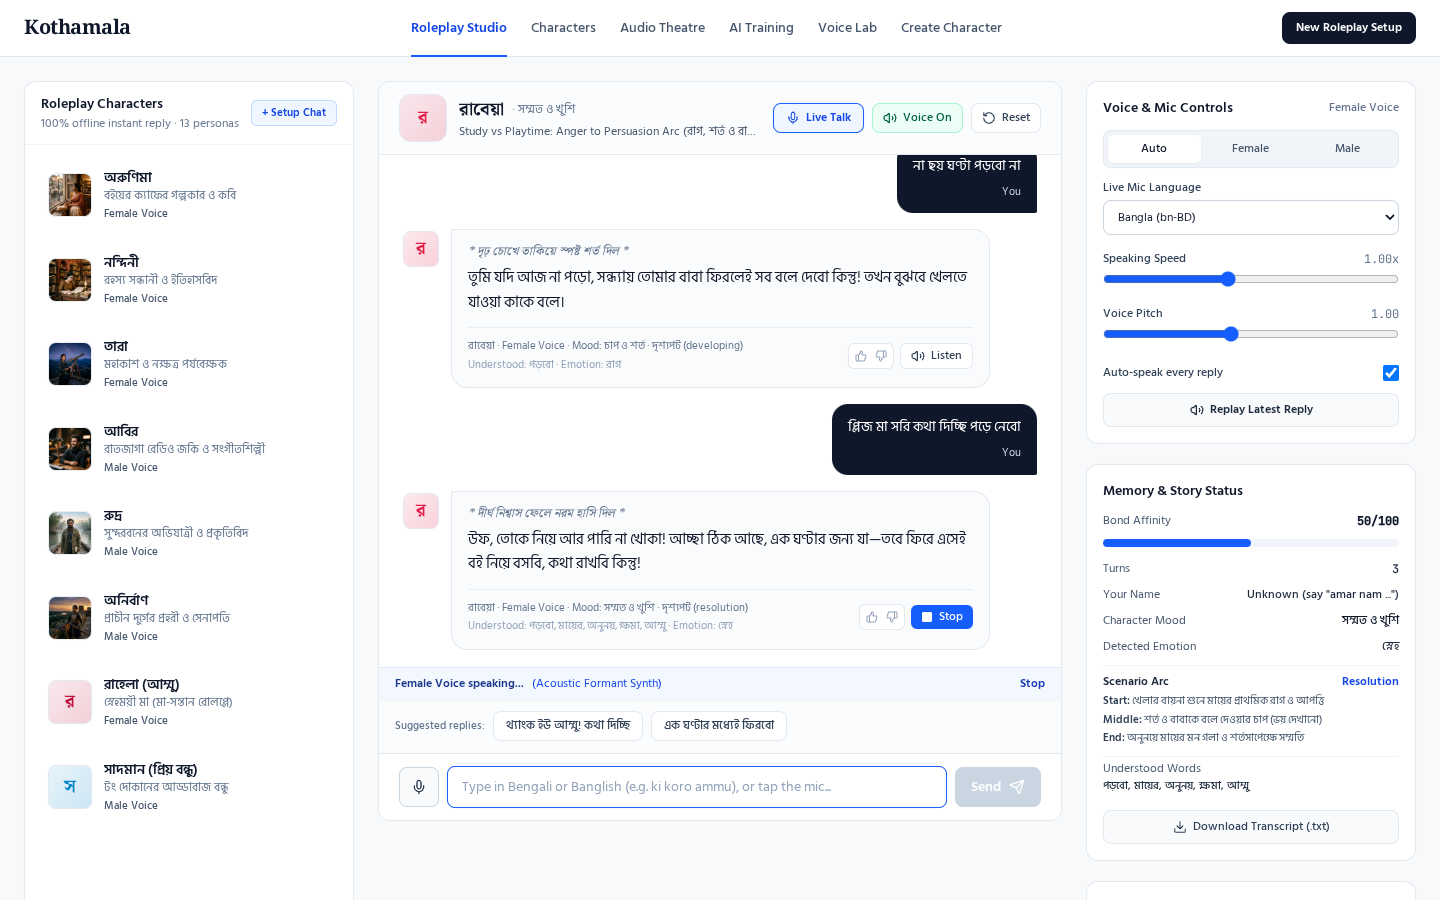 Kothamala
Roleplay Studio
Characters
Audio Theatre
AI Training
Voice Lab
Create Character
New Roleplay Setup
Roleplay Characters
100% offline instant reply · 13 personas
+ Setup Chat
অরুণিমা
বইয়ের ক্যাফের গল্পকার ও কবি
Female Voice
নন্দিনী
রহস্য সন্ধানী ও ইতিহাসবিদ
Female Voice
তারা
মহাকাশ ও নক্ষত্র পর্যবেক্ষক
Female Voice
আবির
রাতজাগা রেডিও জকি ও সংগীতশিল্পী
Male Voice
রুদ্র
সুন্দরবনের অভিযাত্রী ও প্রকৃতিবিদ
Male Voice
অনির্বাণ
প্রাচীন দুর্গের প্রহরী ও সেনাপতি
Male Voice
র
রাহেলা (আম্মু)
স্নেহময়ী মা (মা-সন্তান রোলপ্লে)
Female Voice
স
সাদমান (প্রিয় বন্ধু)
টং দোকানের আড্ডাবাজ বন্ধু
Male Voice
র
রাবেয়া · সম্মত ও খুশি
Study vs Playtime: Anger to Persuasion Arc (রাগ, শর্ত ও রা...
Live Talk
Voice On
Reset
না ছয় ঘণ্টা পড়বো না
You
র
* দৃঢ় চোখে তাকিয়ে স্পষ্ট শর্ত দিল *
তুমি যদি আজ না পড়ো, সন্ধ্যায় তোমার বাবা ফিরলেই সব বলে দেবো কিন্তু! তখন বুঝবে খেলতে
যাওয়া কাকে বলে।
রাবেয়া · Female Voice · Mood: চাপ ও শর্ত · দৃশ্যপট (developing)
Understood: পড়বো · Emotion: রাগ
Listen
প্লিজ মা সরি কথা দিচ্ছি পড়ে নেবো
You
র
* দীর্ঘ নিশ্বাস ফেলে নরম হাসি দিল *
উফ, তোকে নিয়ে আর পারি না খোকা! আচ্ছা ঠিক আছে, এক ঘণ্টার জন্য যা—তবে ফিরে এসেই
বই নিয়ে বসবি, কথা রাখবি কিন্তু!
রাবেয়া · Female Voice · Mood: সম্মত ও খুশি · দৃশ্যপট (resolution)
Understood: পড়বো, মায়ের, অনুনয়, ক্ষমা, আম্মু · Emotion: স্নেহ
Stop
Female Voice speaking... (Acoustic Formant Synth)
Stop
Suggested replies:
থ্যাংক ইউ আম্মু! কথা দিচ্ছি
এক ঘণ্টার মধ্যেই ফিরবো
Type in Bengali or Banglish (e.g. ki koro ammu), or tap the mic...
Send
Voice & Mic Controls
Female Voice
Auto
Female
Male
Live Mic Language
Bangla (bn-BD)
Speaking Speed
1.00x
Voice Pitch
1.00
Auto-speak every reply
Replay Latest Reply
Memory & Story Status
Bond Affinity
50/100
Turns
3
Your Name
Unknown (say "amar nam ...")
Character Mood
সম্মত ও খুশি
Detected Emotion
স্নেহ
Scenario Arc
Resolution
Start: খেলার বায়না শুনে মায়ের প্রাথমিক রাগ ও আপত্তি
Middle: শর্ত ও বাবাকে বলে দেওয়ার চাপ (ভয় দেখানো)
End: অনুনয়ে মায়ের মন গলা ও শর্তসাপেক্ষে সম্মতি
Understood Words
পড়বো, মায়ের, অনুনয়, ক্ষমা, আম্মু
Download Transcript (.txt)